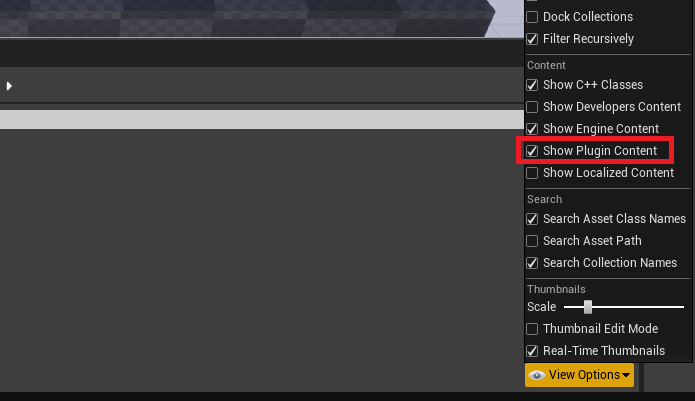 Dock Collections
Filter Recursively
Content
Show C++ Classes
Show Developers Content
Show Engine Content
Show Plugin Content
Show Localized Content
Search
Search Asset Class Names
Search Asset Path
Search Collection Names
Thumbnails
Scale
Thumbnail Edit Mode
Real-Time Thumbnails
View Options